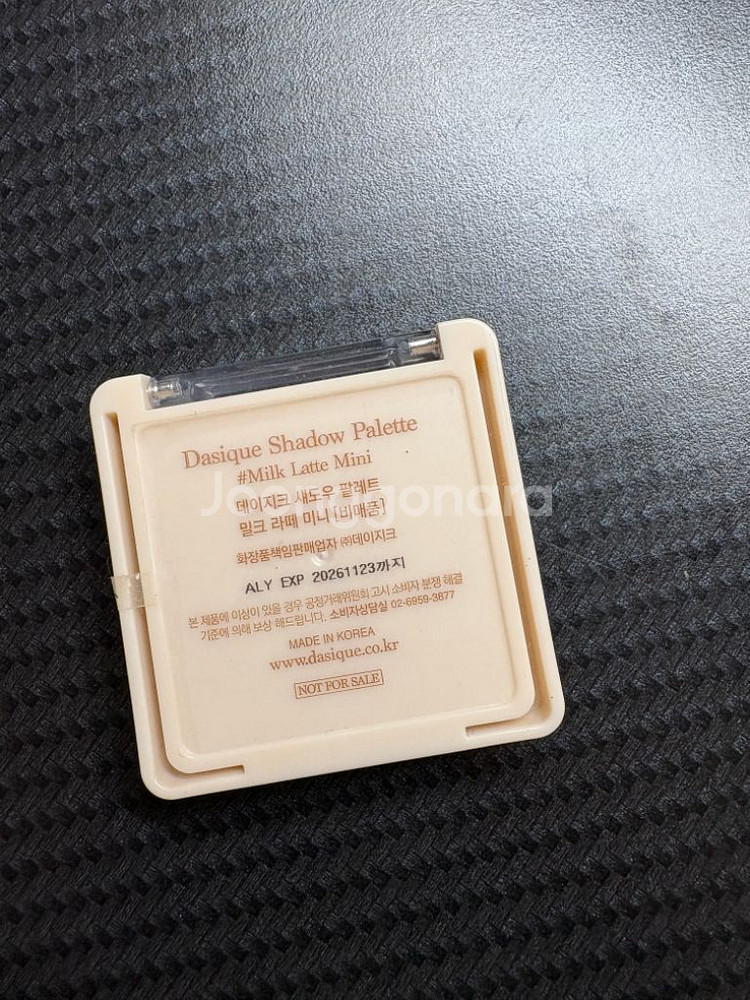 Dasique Shadow Palette
#Milk Latte Mini
데이지크 섀도우 팔레트
Joonggonara
밀크 라떼 미니 [비매품]
화장품책임판매업자 ㈜데이지크
ALY EXP 20261123까지
본 제품에 이상이 있을 경우 공정거래위원회 고시 소비자 분쟁 해결
기준에 의해 보상 해드립니다. 소비자상담실 02-6959-3877
MADE IN KOREA
www.dasique.co.kr
NOT FOR SALE